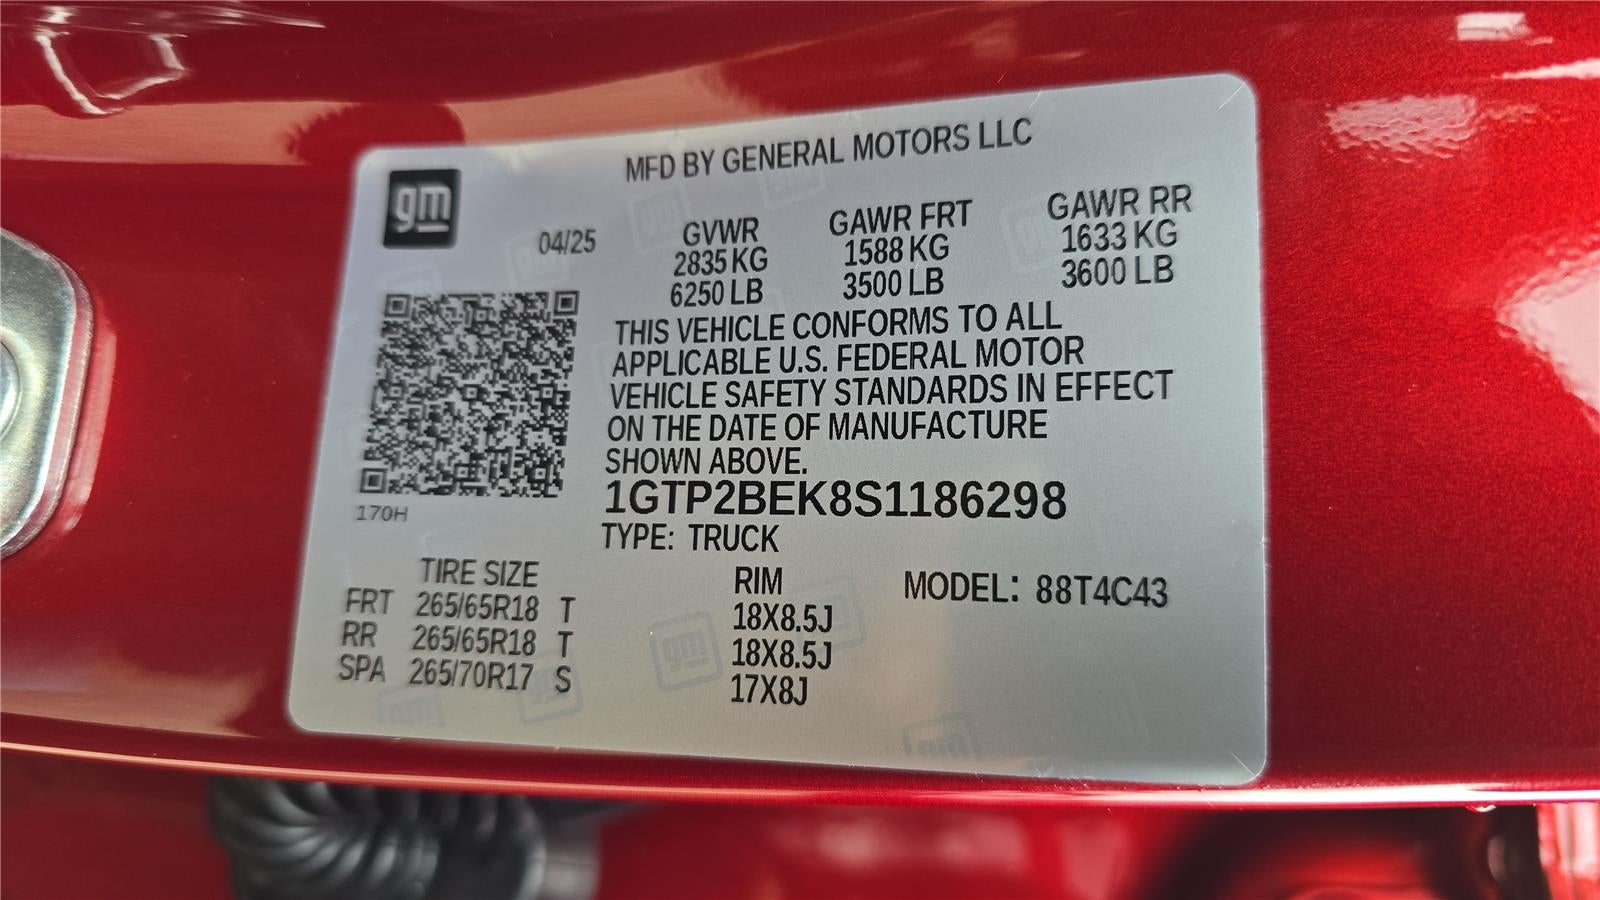 gm
MFD BY GENERAL MOTORS LLC
04/25
GVWR GAWR FRT GAWR RR
2835 KG 1588 KG 1633 KG
6250 LB 3500 LB 3600 LB
THIS VEHICLE CONFORMS TO ALL
APPLICABLE U.S. FEDERAL MOTOR
VEHICLE SAFETY STANDARDS IN EFFECT
ON THE DATE OF MANUFACTURE
SHOWN ABOVE.
1GTP2BEK8S1186298
170H
TYPE: TRUCK
TIRE SIZE RIM MODEL: 88T4C43
FRT 265/65R18 T 18X8.5J
RR 265/65R18 T 18X8.5J
SPA 265/70R17 S 17X8J